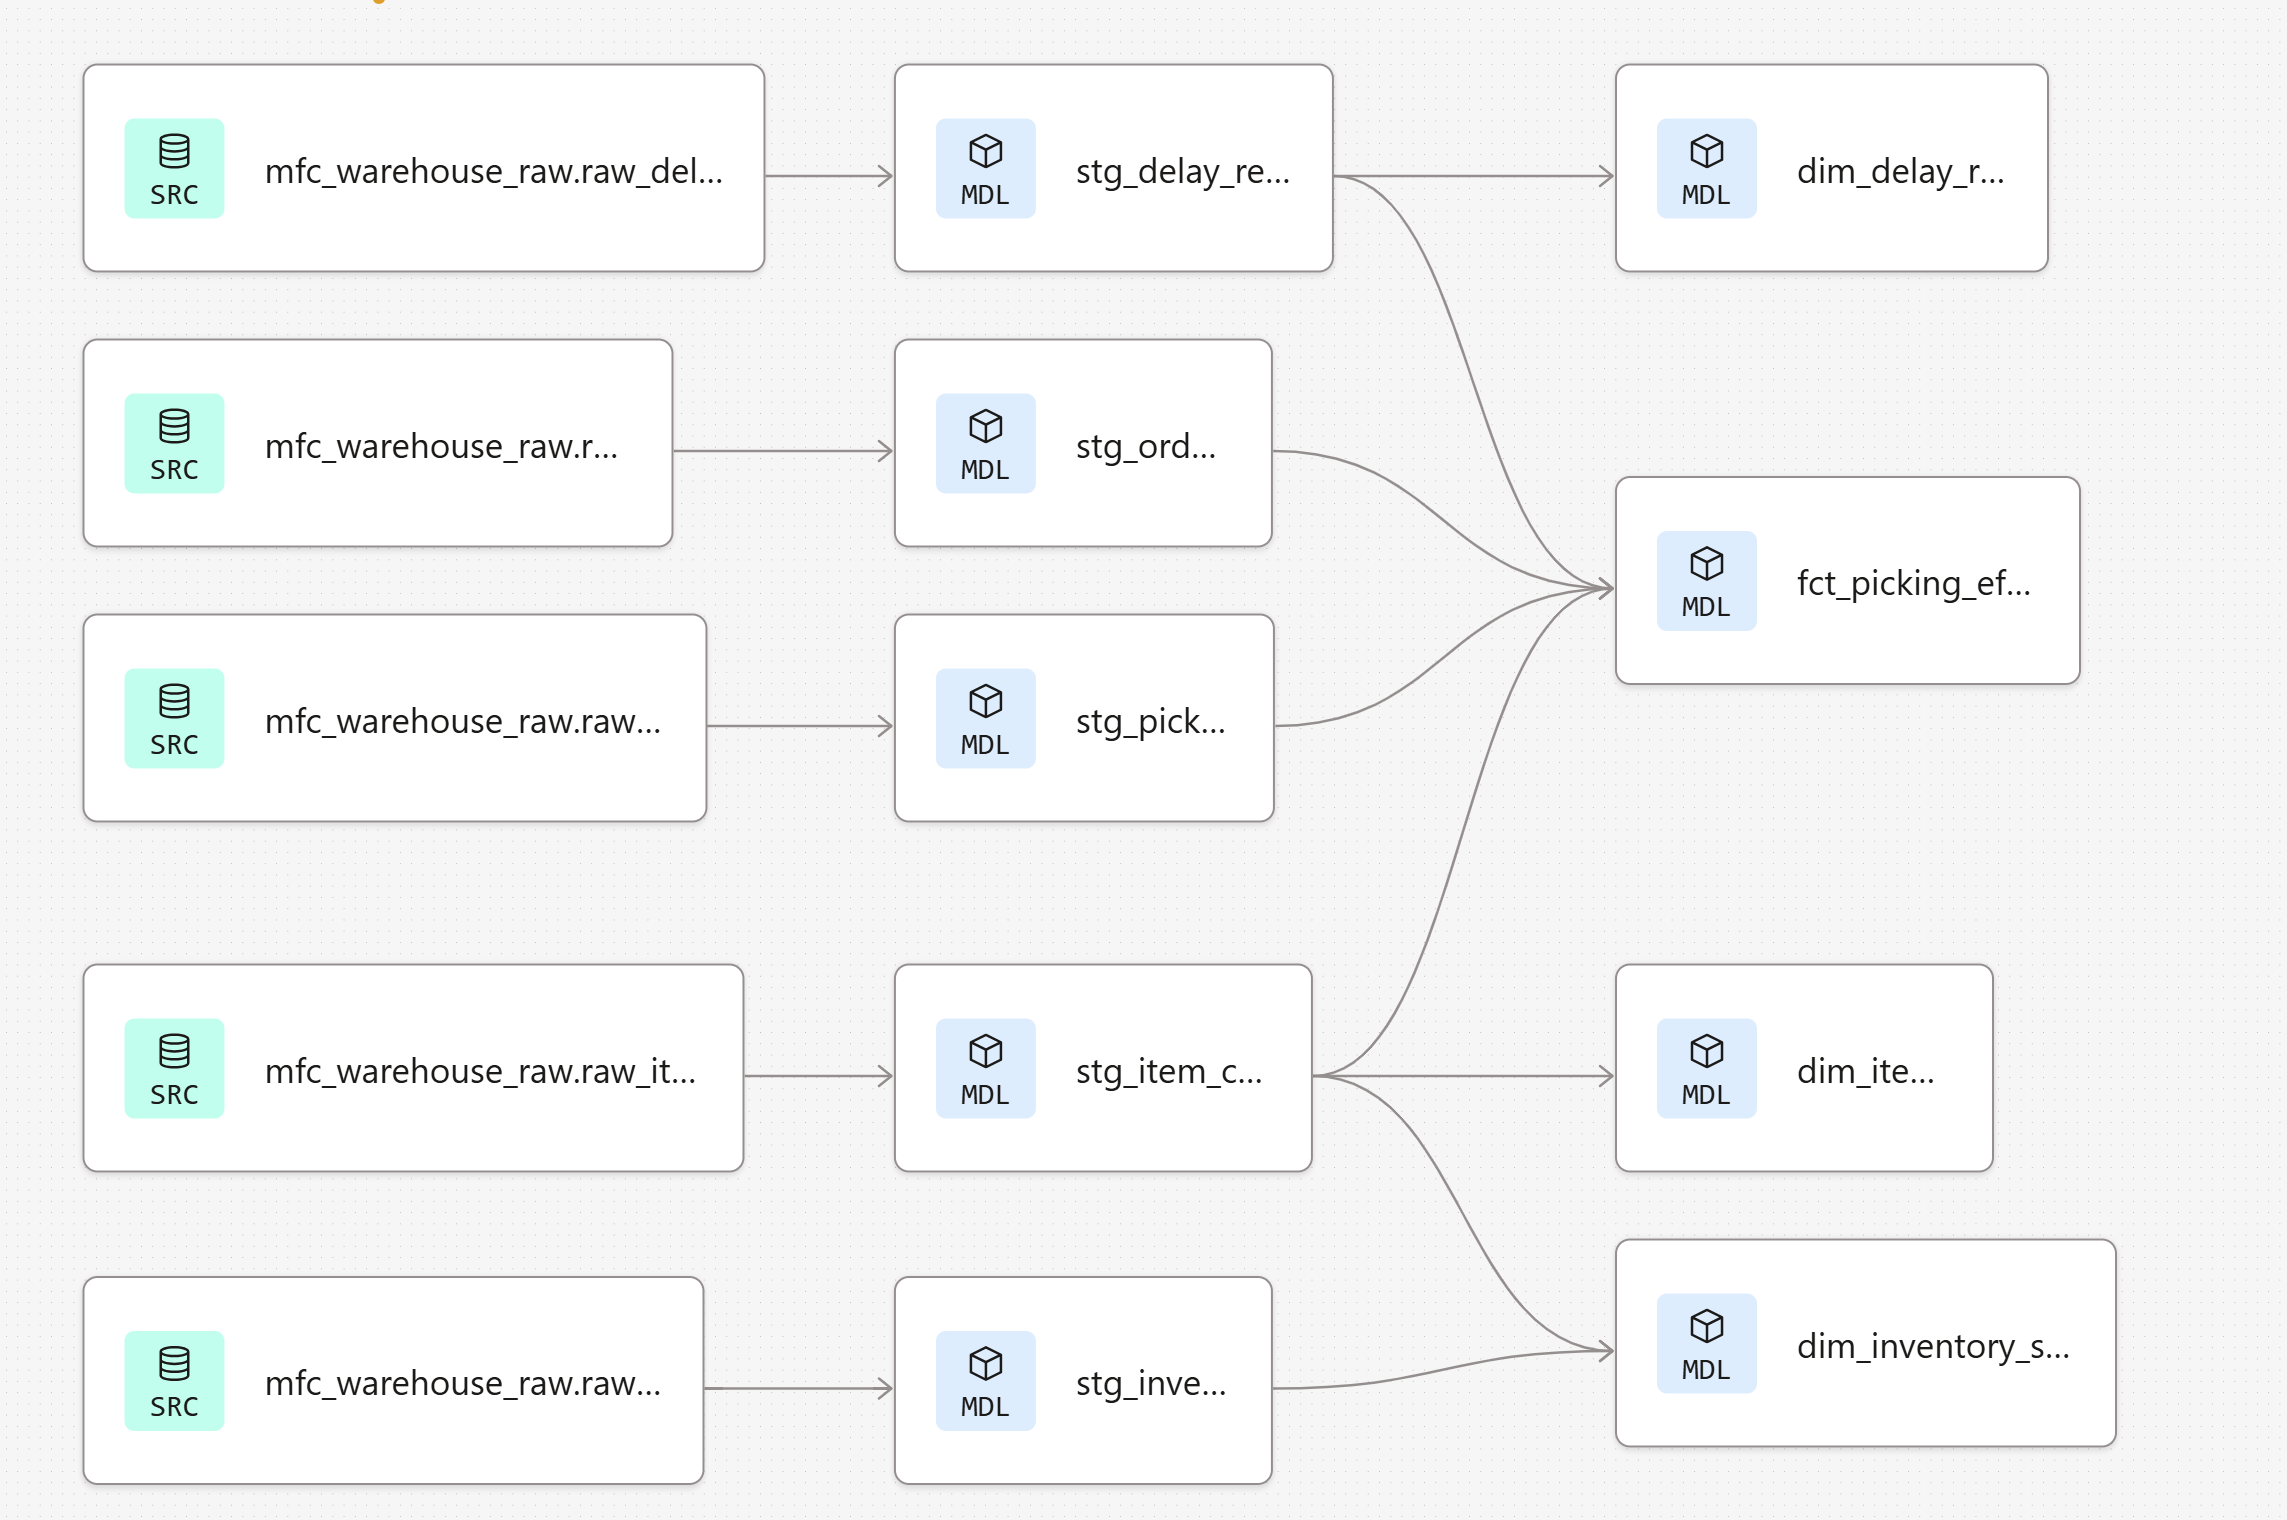 SRC
mfc_warehouse_raw.raw_del...
MDL
stg_delay_re...
MDL
dim_delay_r...
SRC
mfc_warehouse_raw.r...
MDL
stg_ord...
MDL
fct_picking_ef...
SRC
mfc_warehouse_raw.raw...
MDL
stg_pick...
SRC
mfc_warehouse_raw.raw_it...
MDL
stg_item_c...
MDL
dim_ite...
SRC
mfc_warehouse_raw.raw...
MDL
stg_inve...
MDL
dim_inventory_s...